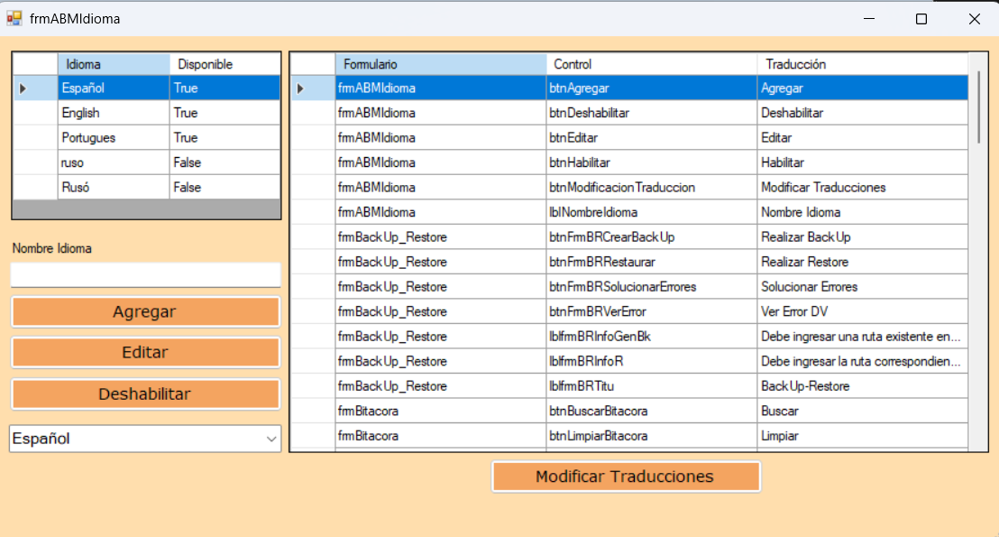 frmABMIdioma
Idioma Disponible
Español True
English True
Portugues True
ruso False
Rusó False
Nombre Idioma
Agregar
Editar
Deshabilitar
Español
Formulario Control Traducción
frmABMIdioma btnAgregar Agregar
frmABMIdioma btnDeshabilitar Deshabilitar
frmABMIdioma btnEditar Editar
frmABMIdioma btnHabilitar Habilitar
frmABMIdioma btnModificacionTraduccion Modificar Traducciones
frmABMIdioma lblNombreIdioma Nombre Idioma
frmBackUp_Restore btnFrmBRCrearBackUp Realizar BackUp
frmBackUp_Restore btnFrmBRRestaurar Realizar Restore
frmBackUp_Restore btnFrmBRSolucionarErrores Solucionar Errores
frmBackUp_Restore btnFrmBRVerError Ver Error DV
frmBackUp_Restore lblfrmBRInfoGenBk Debe ingresar una ruta existente en...
frmBackUp_Restore lblfrmBRInfoR Debe ingresar la ruta correspondien...
frmBackUp_Restore lblfrmBRTitu BackUp-Restore
frmBitacora btnBuscarBitacora Buscar
frmBitacora btnLimpiarBitacora Limpiar
Modificar Traducciones